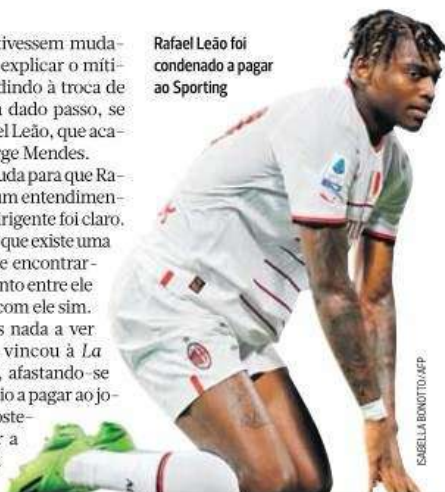 tivessem muda-
explicar o míti-
dindo à troca de
dado passo, se
el Leão, que aca-
rge Mendes.
uda para que Ra-
um entendimen-
irigente foi claro.
que existe uma
e encontrar-
nto entre ele
com ele sim.
s nada a ver
vincou à La
, afastando-se
io a pagar ao jo-
oste-
r a
Rafael Leão foi
condenado a pagar
ao Sporting
ISABELLA BONOTTO/AFP